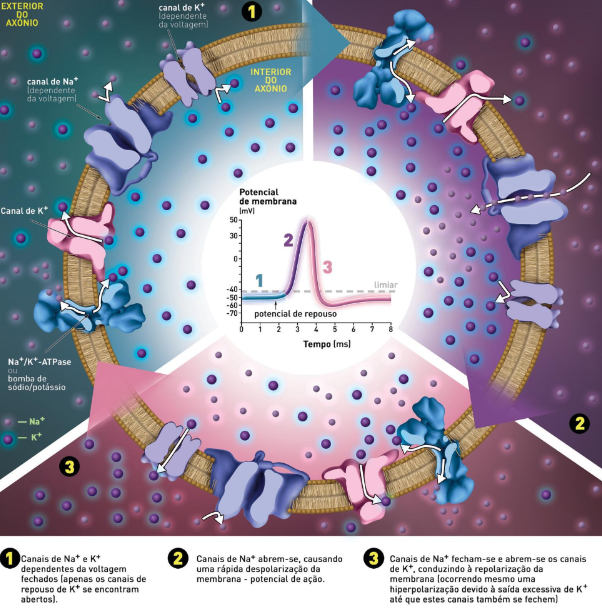 EXTERIOR
DO
AXÓNIO
canal de K⁺
(dependente
da voltagem)
1
canal de Na⁺
(dependente
da voltagem)
INTERIOR
DO
AXÓNIO
Canal de K⁺
Na⁺/K⁺-ATPase
ou
bomba de
sódio/potássio
— Na⁺
— K⁺
Potencial
de membrana
(mV)
50
30
0
-40
-50
-60
-70
1
2
3
limiar
potencial de repouso
0 1 2 3 4 5 6 7 8
Tempo (ms)
2
3
1 Canais de Na⁺ e K⁺
dependentes da voltagem
fechados (apenas os canais de
repouso de K⁺ se encontram
abertos).
2 Canais de Na⁺ abrem-se, causando
uma rápida despolarização da
membrana - potencial de ação.
3 Canais de Na⁺ fecham-se e abrem-se os canais
de K⁺, conduzindo à repolarização da
membrana (ocorrendo mesmo uma
hiperpolarização devido à saída excessiva de K⁺
até que estes canais também se fechem)